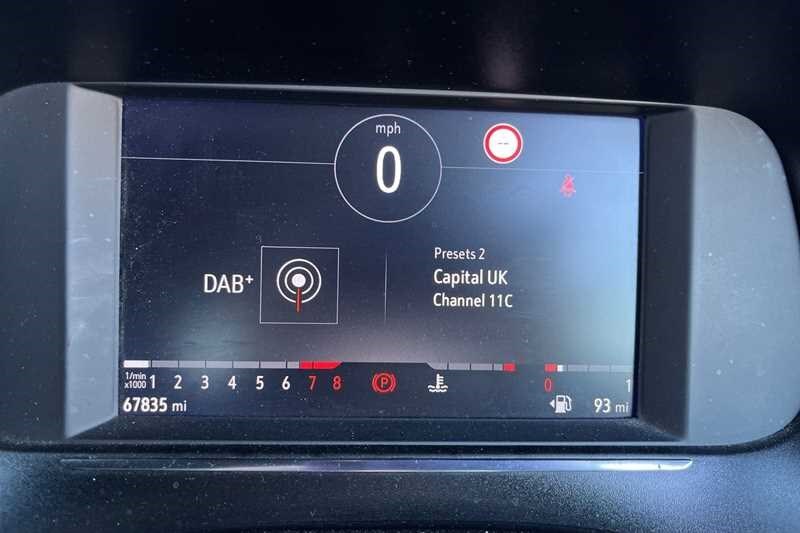 mph
0
--
Presets 2
DAB+
Capital UK
Channel 11C
1/min
x1000 1 2 3 4 5 6 7 8 (P) 0 1
67835 mi 93 mi